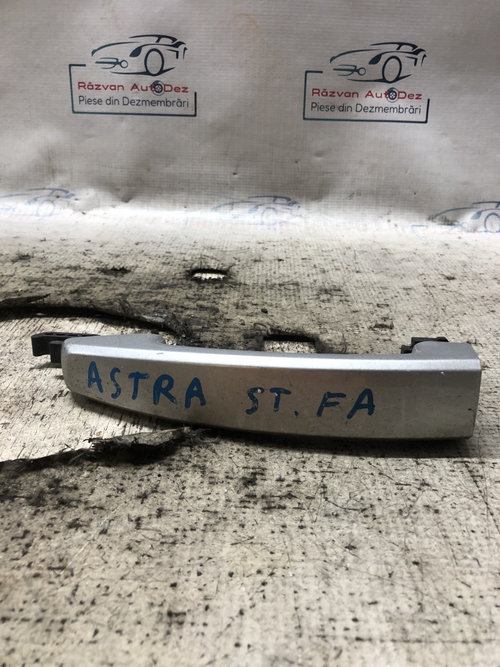 Răzvan AutoDez
Piese din Dezmembrări
Răzvan AutoDez
Piese din Dezmembrări
ASTRA ST. FA